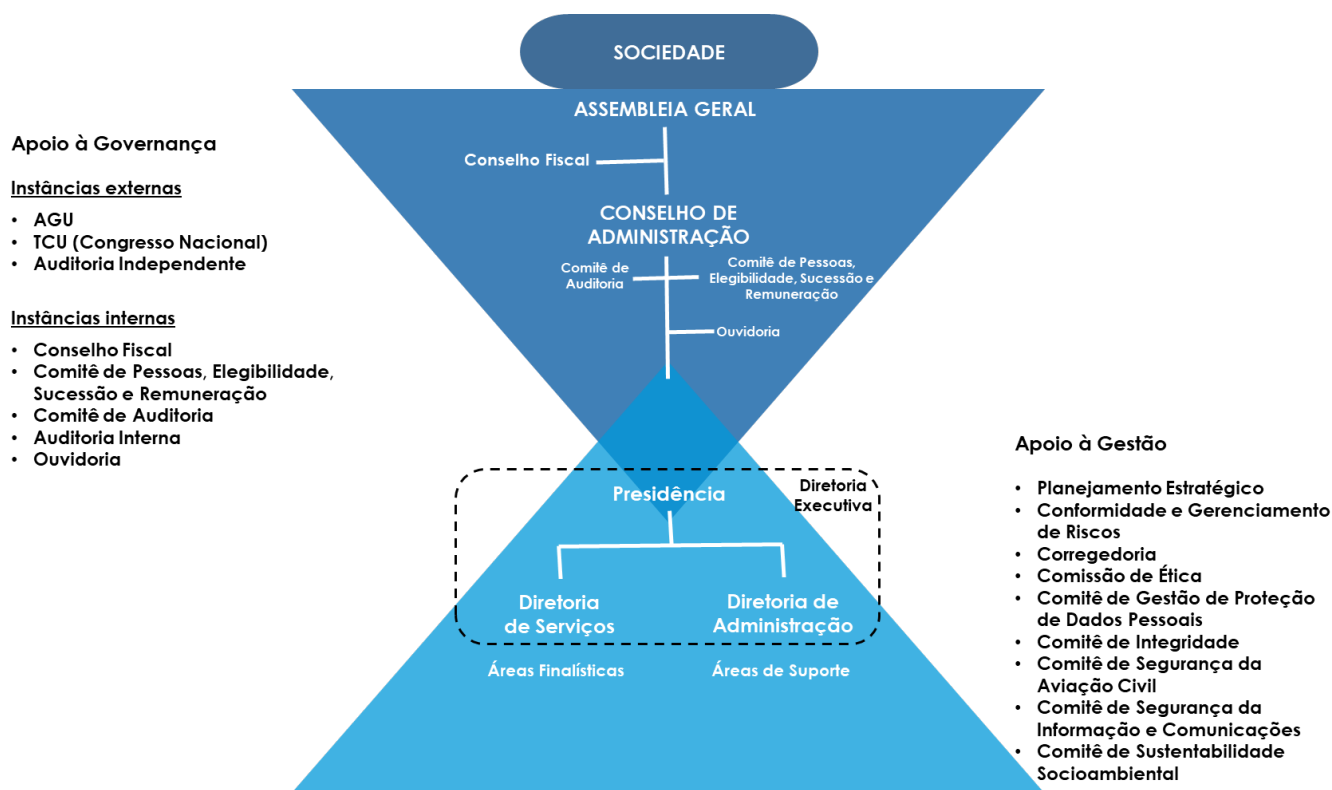 SOCIEDADE
ASSEMBLEIA GERAL
Conselho Fiscal
CONSELHO DE
ADMINISTRAÇÃO
Comitê de
Auditoria
Comitê de Pessoas,
Elegibilidade, Sucessão e
Remuneração
Ouvidoria
Apoio à Governança
Instâncias externas
• AGU
• TCU (Congresso Nacional)
• Auditoria Independente
Instâncias internas
• Conselho Fiscal
• Comitê de Pessoas, Elegibilidade,
Sucessão e Remuneração
• Comitê de Auditoria
• Auditoria Interna
• Ouvidoria
Presidência
Diretoria
Executiva
Diretoria
de Serviços
Diretoria de
Administração
Áreas Finalísticas
Áreas de Suporte
Apoio à Gestão
• Planejamento Estratégico
• Conformidade e Gerenciamento
de Riscos
• Corregedoria
• Comissão de Ética
• Comitê de Gestão de Proteção
de Dados Pessoais
• Comitê de Integridade
• Comitê de Segurança da
Aviação Civil
• Comitê de Segurança da
Informação e Comunicações
• Comitê de Sustentabilidade
Socioambiental